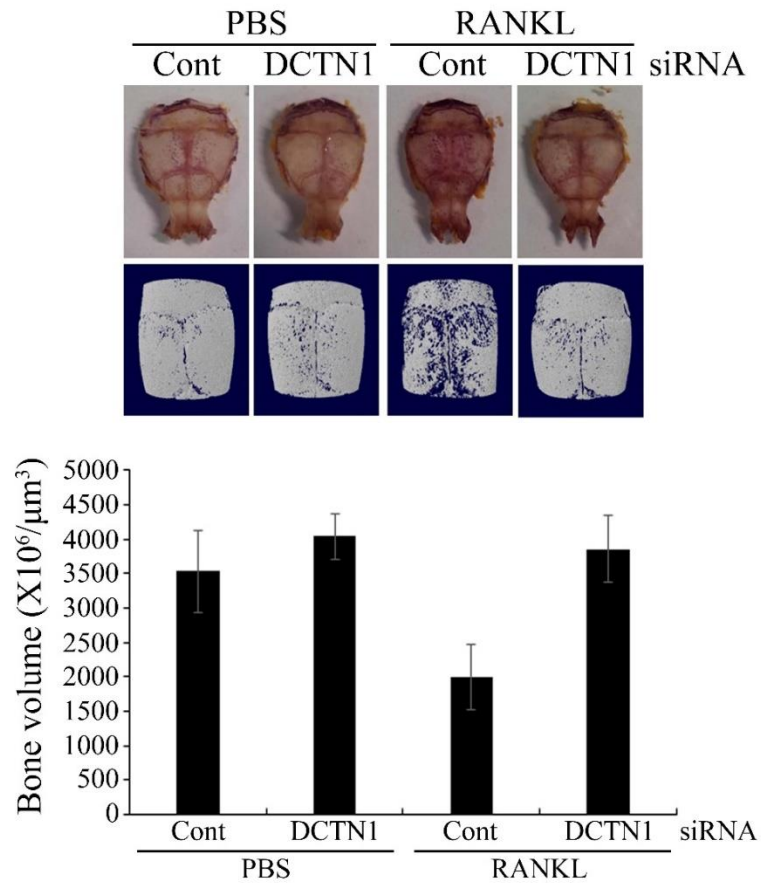 PBS RANKL
Cont DCTN1 Cont DCTN1 siRNA
Bone volume (X10⁶/µm³)
5000
4500
4000
3500
3000
2500
2000
1500
1000
500
0
Cont DCTN1 Cont DCTN1 siRNA
PBS RANKL